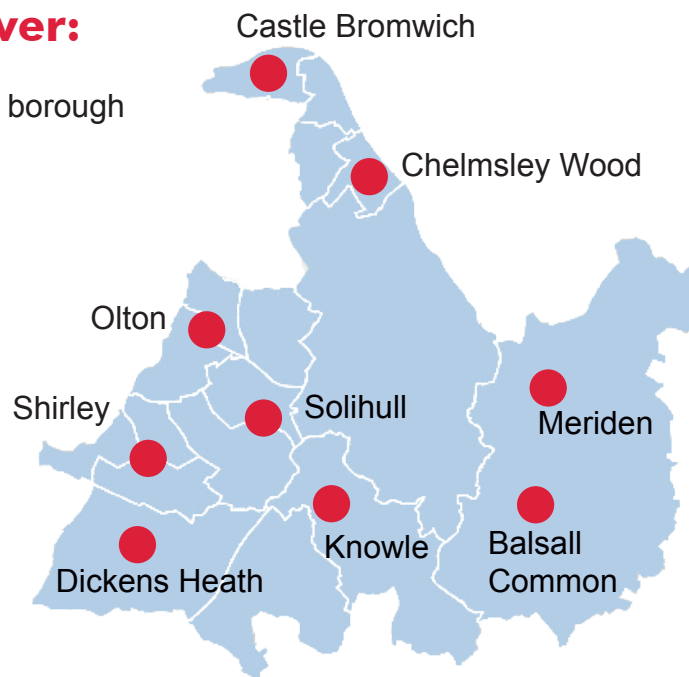 ver:
Castle Bromwich
borough
Chelmsley Wood
Olton
Shirley
Solihull
Meriden
Knowle
Balsall
Common
Dickens Heath